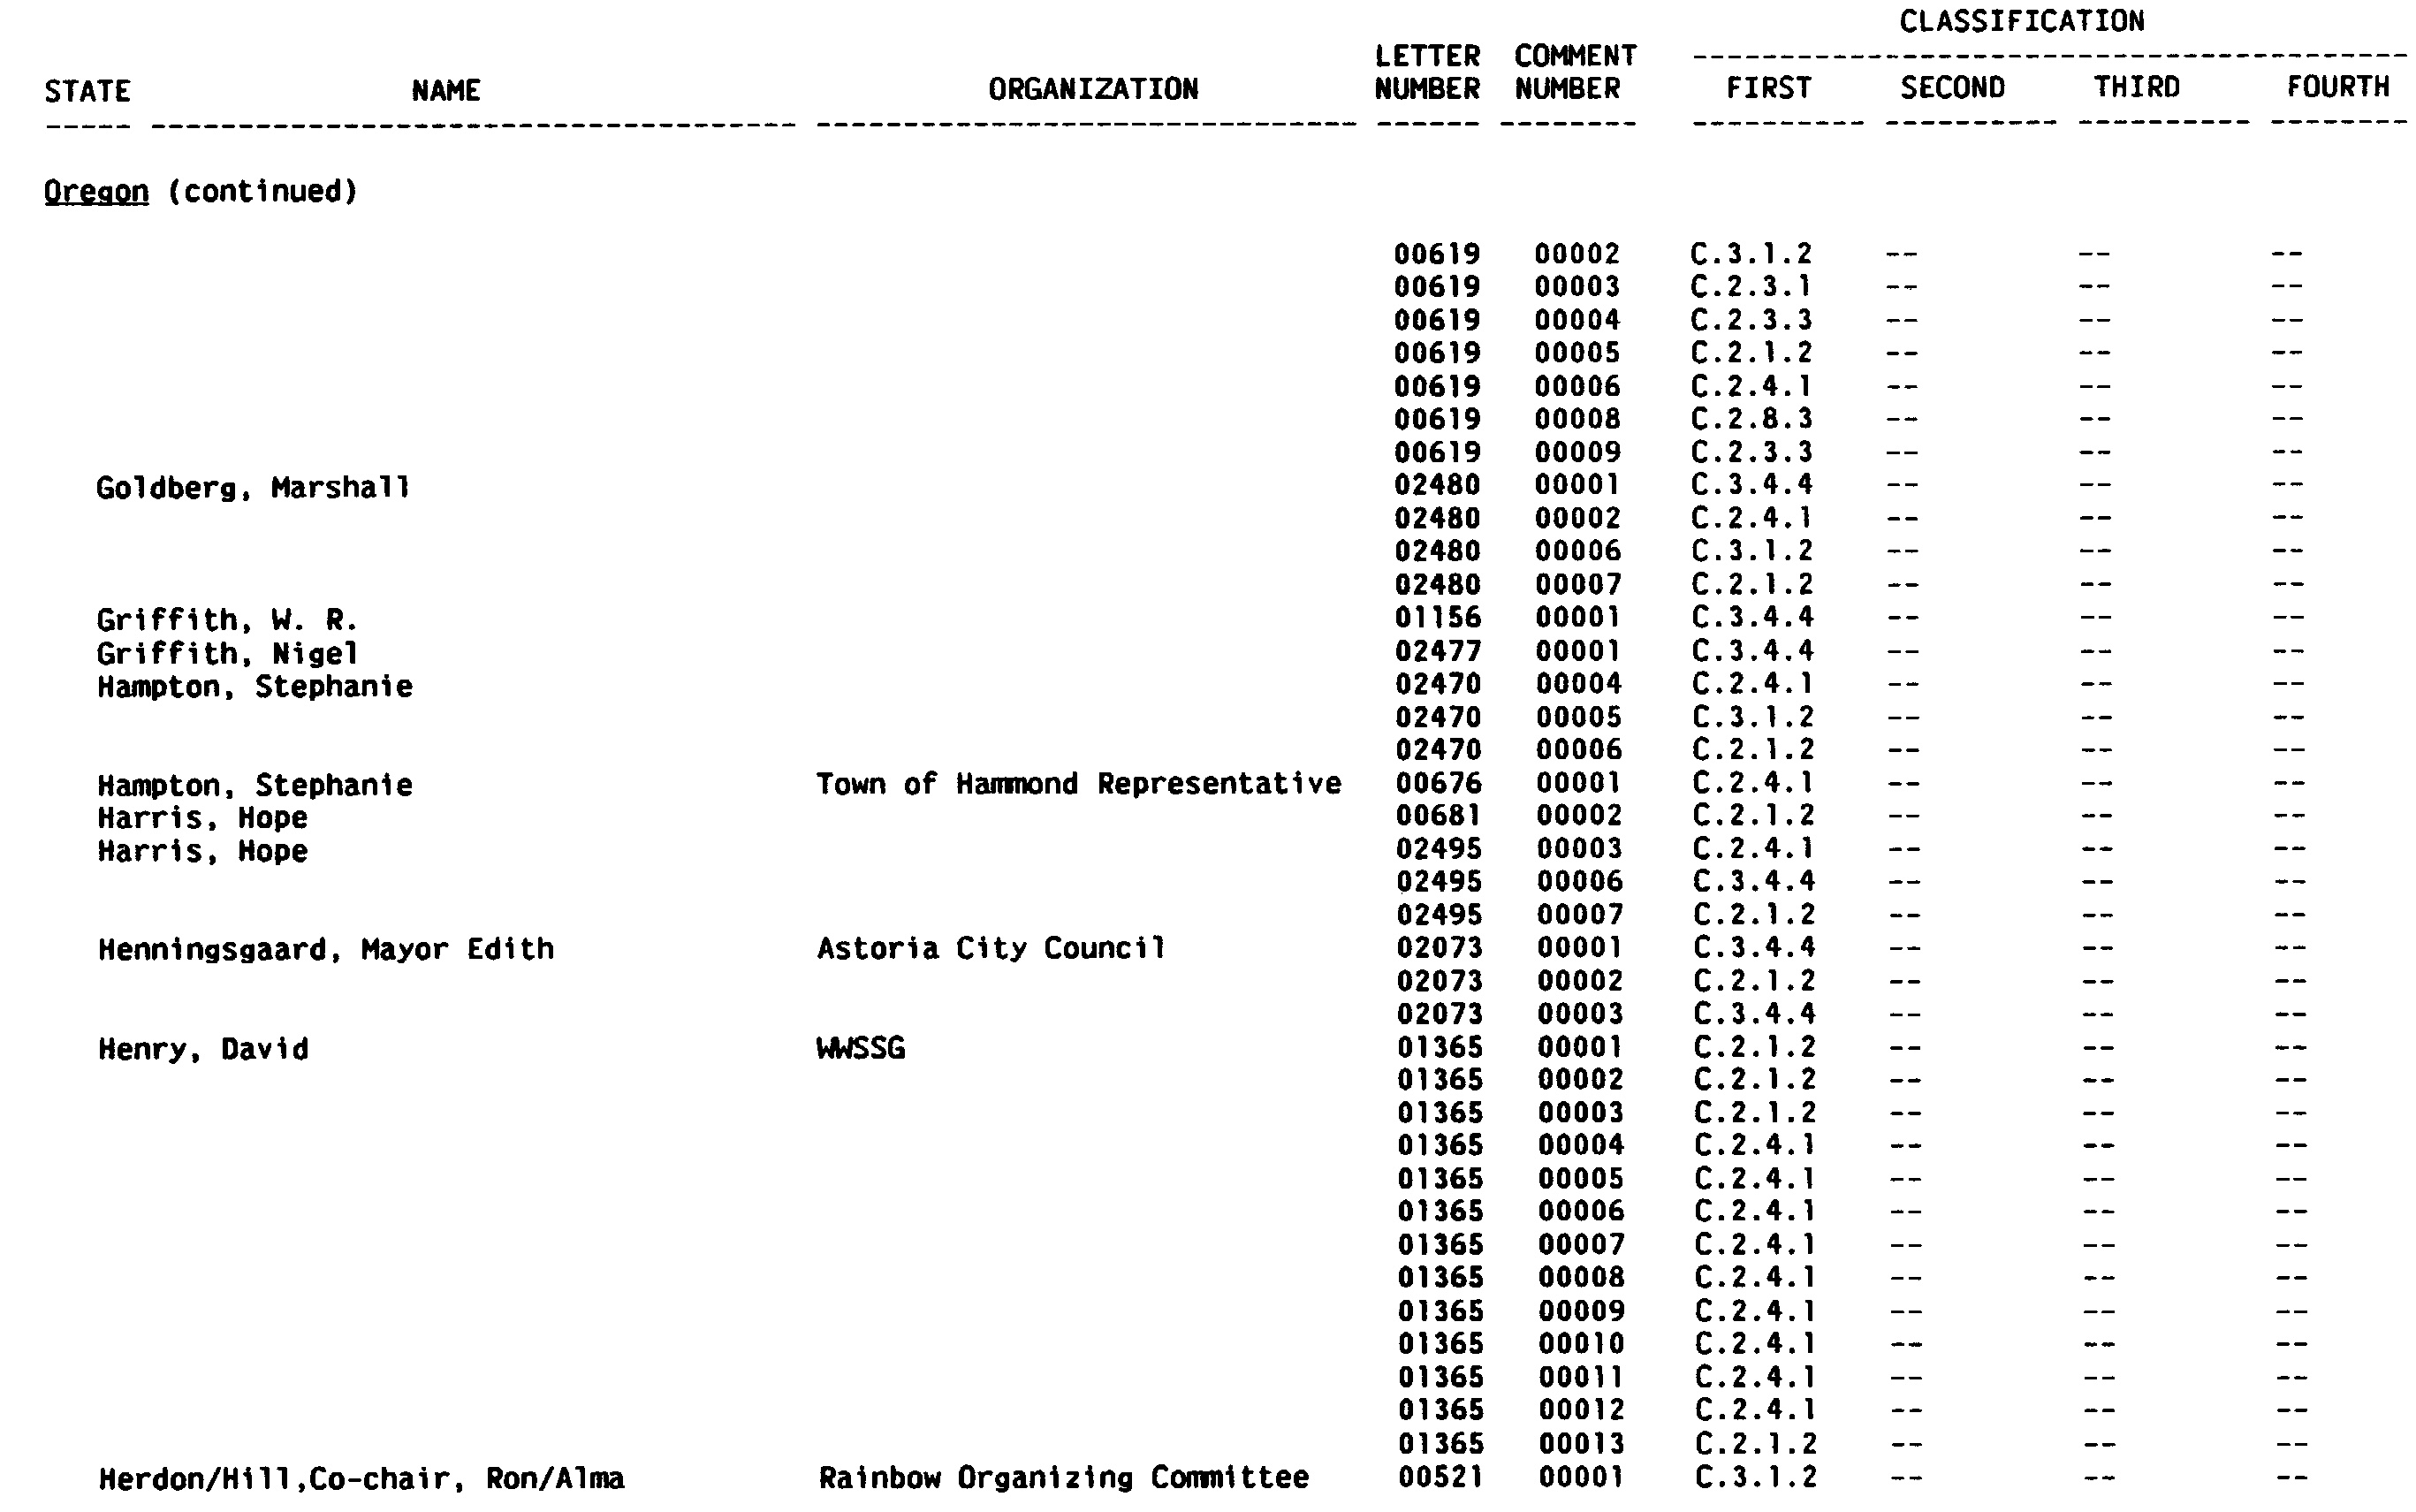 CLASSIFICATION
LETTER COMMENT ----------------------------------------
STATE NAME ORGANIZATION NUMBER NUMBER FIRST SECOND THIRD FOURTH
----- ------------------------------------- ------------------------------- ------ -------- ---------- ---------- ---------- --------
Oregon (continued)
00619 00002 C.3.1.2 -- -- --
00619 00003 C.2.3.1 -- -- --
00619 00004 C.2.3.3 -- -- --
00619 00005 C.2.1.2 -- -- --
00619 00006 C.2.4.1 -- -- --
00619 00008 C.2.8.3 -- -- --
00619 00009 C.2.3.3 -- -- --
Goldberg, Marshall 02480 00001 C.3.4.4 -- -- --
02480 00002 C.2.4.1 -- -- --
02480 00006 C.3.1.2 -- -- --
02480 00007 C.2.1.2 -- -- --
Griffith, W. R. 01156 00001 C.3.4.4 -- -- --
Griffith, Nigel 02477 00001 C.3.4.4 -- -- --
Hampton, Stephanie 02470 00004 C.2.4.1 -- -- --
02470 00005 C.3.1.2 -- -- --
02470 00006 C.2.1.2 -- -- --
Hampton, Stephanie Town of Hammond Representative 00676 00001 C.2.4.1 -- -- --
Harris, Hope 00681 00002 C.2.1.2 -- -- --
Harris, Hope 02495 00003 C.2.4.1 -- -- --
02495 00006 C.3.4.4 -- -- --
02495 00007 C.2.1.2 -- -- --
Henningsgaard, Mayor Edith Astoria City Council 02073 00001 C.3.4.4 -- -- --
02073 00002 C.2.1.2 -- -- --
02073 00003 C.3.4.4 -- -- --
Henry, David WWSSG 01365 00001 C.2.1.2 -- -- --
01365 00002 C.2.1.2 -- -- --
01365 00003 C.2.1.2 -- -- --
01365 00004 C.2.4.1 -- -- --
01365 00005 C.2.4.1 -- -- --
01365 00006 C.2.4.1 -- -- --
01365 00007 C.2.4.1 -- -- --
01365 00008 C.2.4.1 -- -- --
01365 00009 C.2.4.1 -- -- --
01365 00010 C.2.4.1 -- -- --
01365 00011 C.2.4.1 -- -- --
01365 00012 C.2.4.1 -- -- --
01365 00013 C.2.1.2 -- -- --
Herdon/Hill,Co-chair, Ron/Alma Rainbow Organizing Committee 00521 00001 C.3.1.2 -- -- --